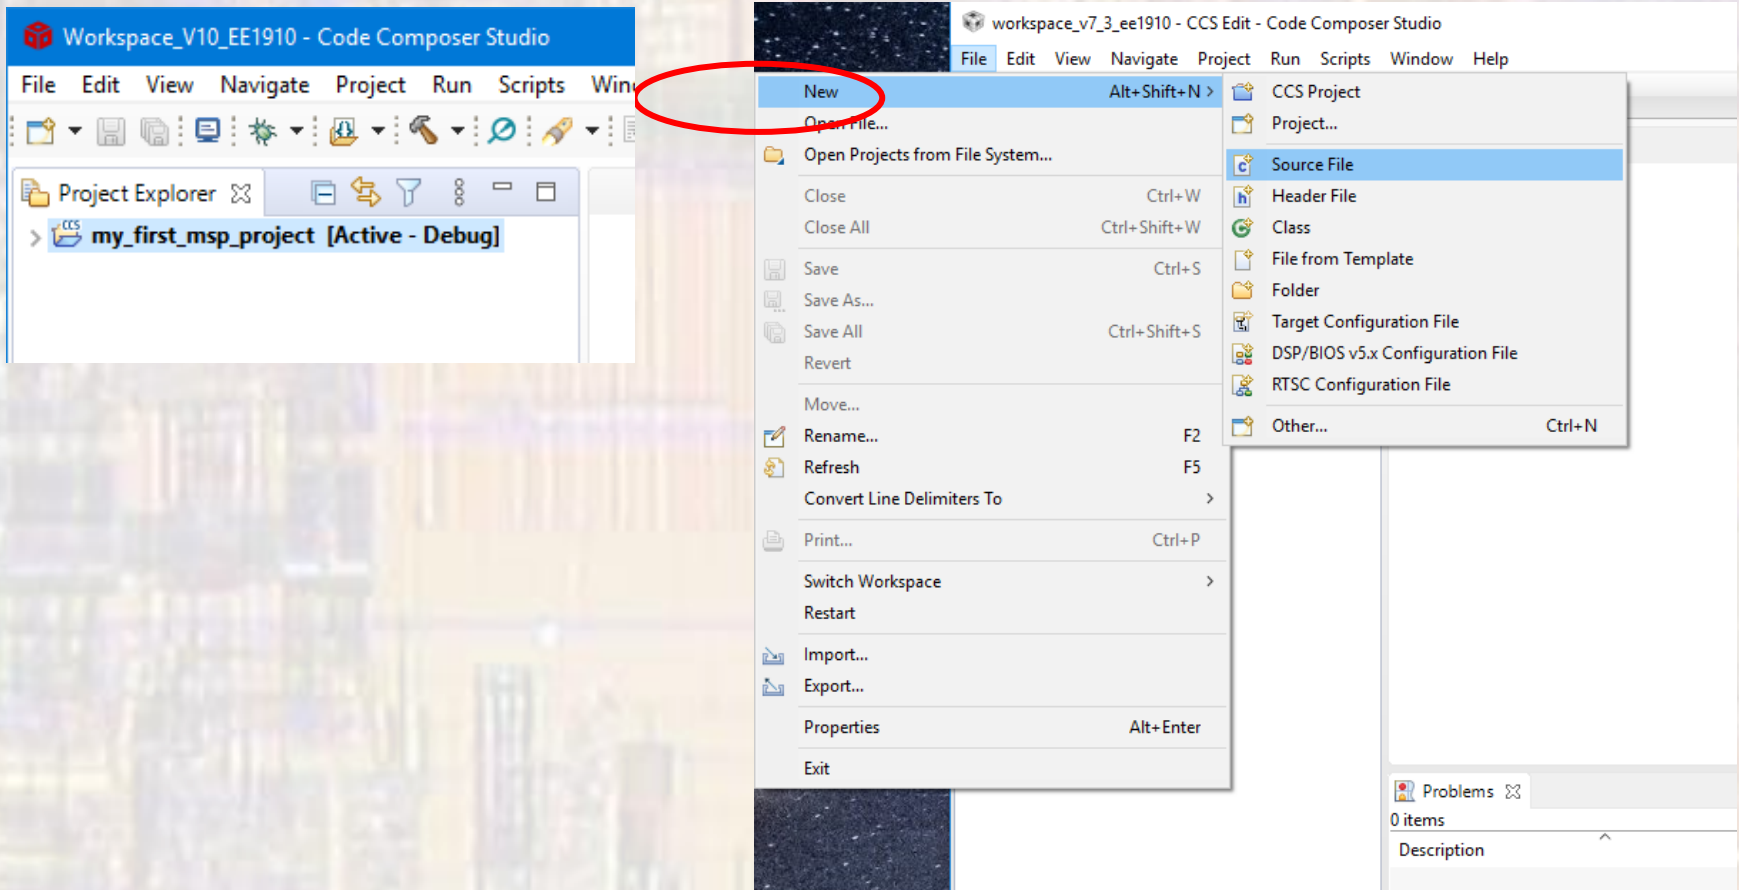 Workspace_V10_EE1910 - Code Composer Studio
File Edit View Navigate Project Run Scripts Win
Project Explorer
my_first_msp_project [Active - Debug]
workspace_v7_3_ee1910 - CCS Edit - Code Composer Studio
File Edit View Navigate Project Run Scripts Window Help
New Alt+Shift+N >
Open File...
Open Projects from File System...
Close Ctrl+W
Close All Ctrl+Shift+W
Save Ctrl+S
Save As...
Save All Ctrl+Shift+S
Revert
Move...
Rename... F2
Refresh F5
Convert Line Delimiters To >
Print... Ctrl+P
Switch Workspace >
Restart
Import...
Export...
Properties Alt+Enter
Exit
CCS Project
Project...
Source File
Header File
Class
File from Template
Folder
Target Configuration File
DSP/BIOS v5.x Configuration File
RTSC Configuration File
Other... Ctrl+N
Problems
0 items
Description